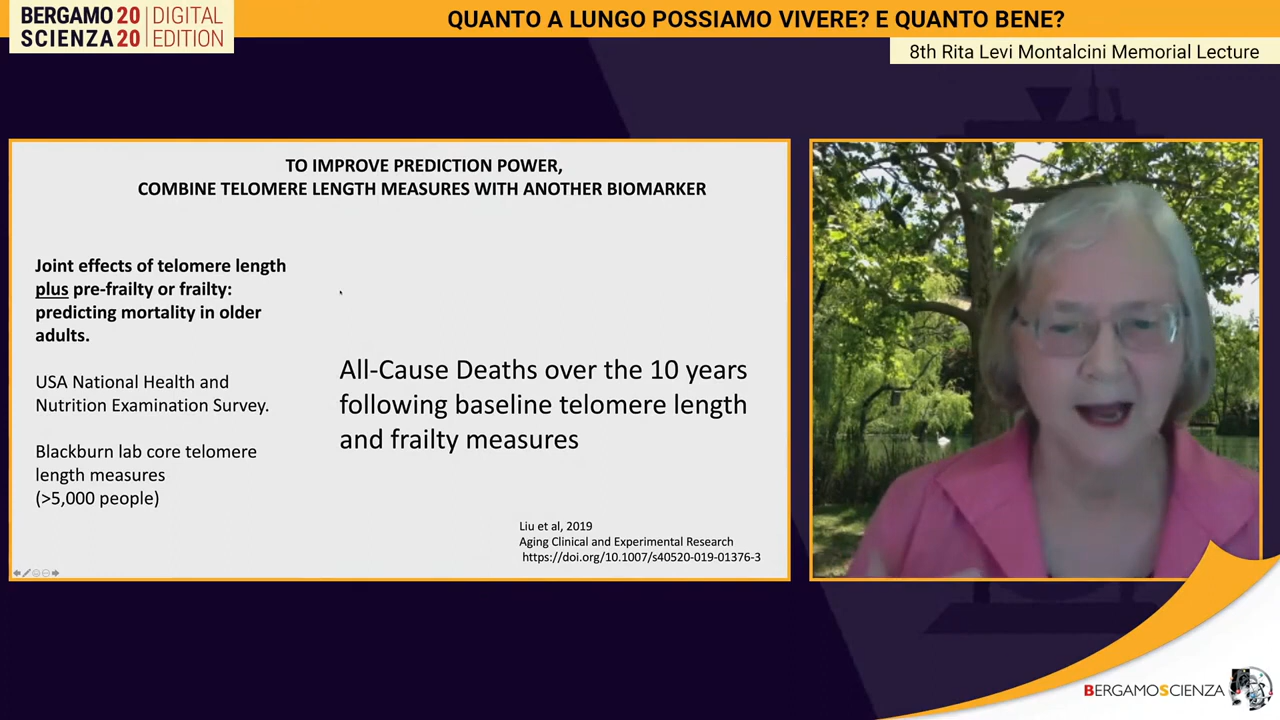 BERGAMO 20 DIGITAL
SCIENZA 20 EDITION
QUANTO A LUNGO POSSIAMO VIVERE? E QUANTO BENE?
8th Rita Levi Montalcini Memorial Lecture
TO IMPROVE PREDICTION POWER,
COMBINE TELOMERE LENGTH MEASURES WITH ANOTHER BIOMARKER
Joint effects of telomere length
plus pre-frailty or frailty:
predicting mortality in older
adults.
USA National Health and
Nutrition Examination Survey.
Blackburn lab core telomere
length measures
(>5,000 people)
All-Cause Deaths over the 10 years
following baseline telomere length
and frailty measures
Liu et al, 2019
Aging Clinical and Experimental Research
https://doi.org/10.1007/s40520-019-01376-3
BERGAMOSCIENZA